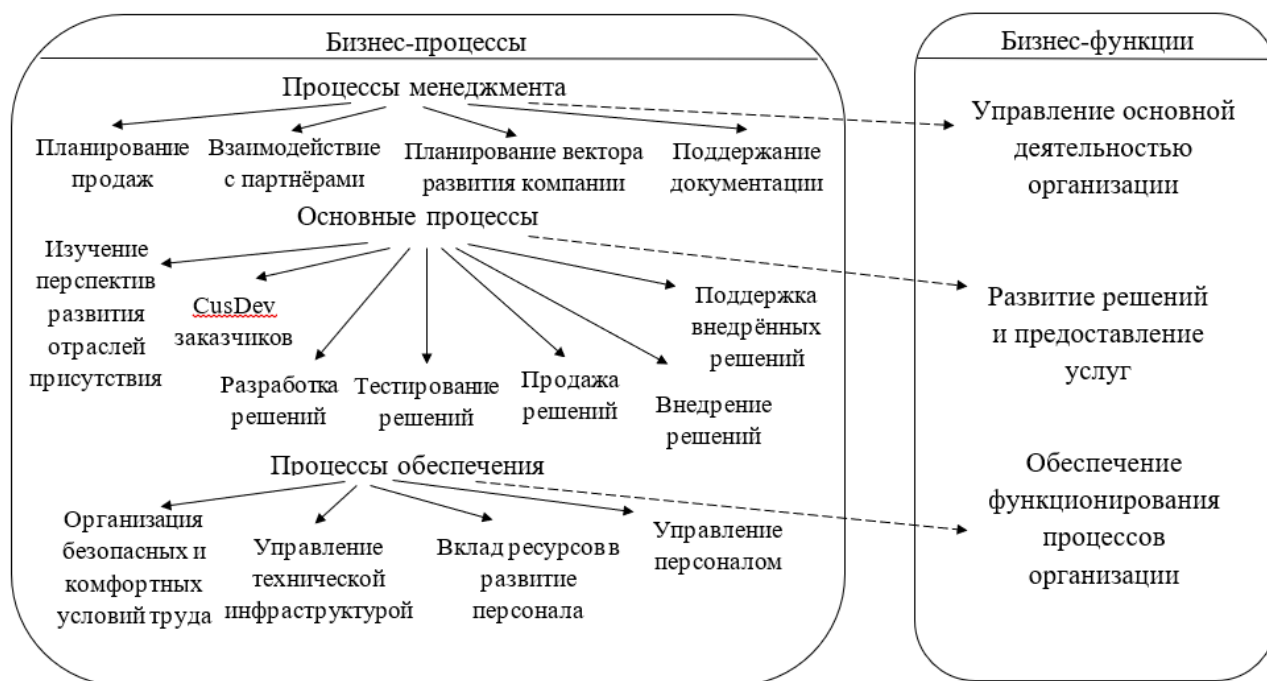 Бизнес-процессы
Процессы менеджмента
Планирование
продаж
Взаимодействие
с партнёрами
Планирование вектора
развития компании
Поддержание
документации
Основные процессы
Изучение
перспектив
развития
отраслей
присутствия
CusDev
заказчиков
Разработка
решений
Тестирование
решений
Продажа
решений
Внедрение
решений
Поддержка
внедрённых
решений
Процессы обеспечения
Организация
безопасных и
комфортных
условий труда
Управление
технической
инфраструктурой
Вклад ресурсов в
развитие
персонала
Управление
персоналом
Бизнес-функции
Управление основной
деятельностью
организации
Развитие решений
и предоставление
услуг
Обеспечение
функционирования
процессов
организации